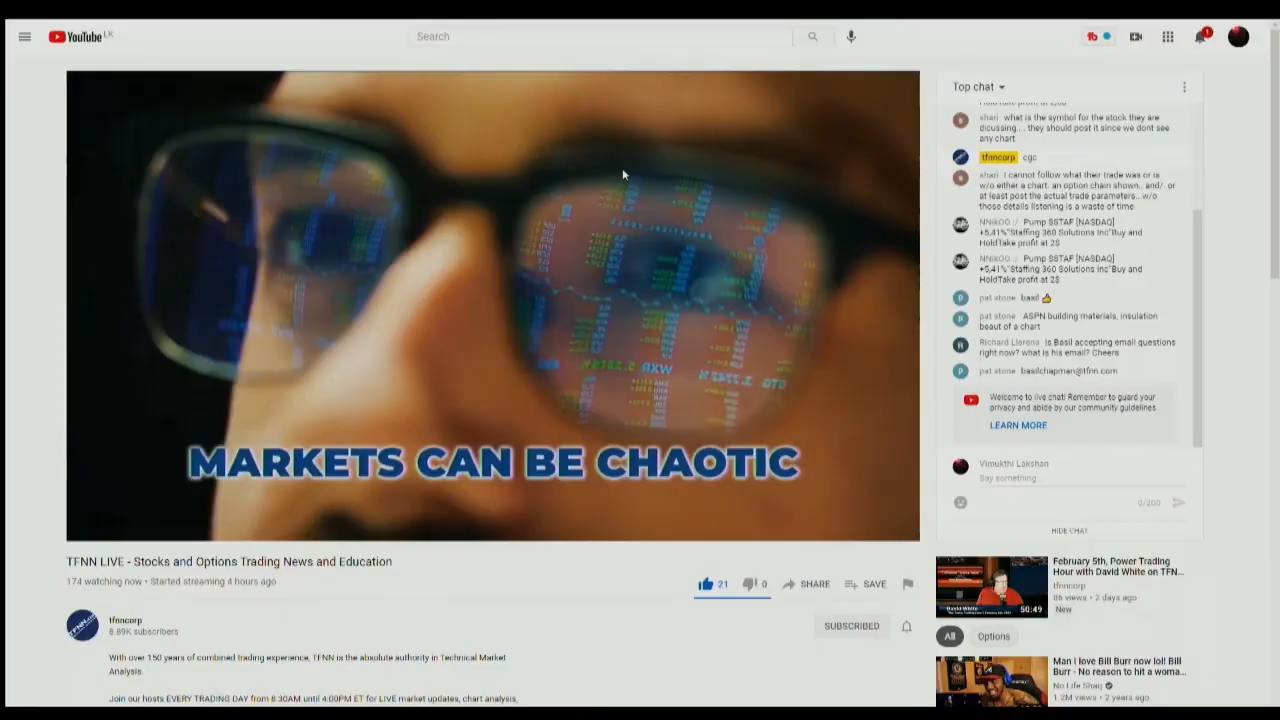 YouTube LK
Search
1
Top chat
shari what is the symbol for the stock they are
dicussing.... they should post it since we dont see
any chart
tfnncorp cgc
shari I cannot follow what their trade was or is
w/o either a chart. an option chain shown.. and/. or
at least post the actual trade parameters...w/o
those details listening is a waste of time
Pump $STAF [NASDAQ]
+5,41%"Staffing 360 Solutions Inc"Buy and
HoldTake profit at 2$
Pump $STAF [NASDAQ]
+5,41%"Staffing 360 Solutions Inc"Buy and
HoldTake profit at 2$
pat stone basil 👍
pat stone ASPN building materials, insulation
beaut of a chart
Richard Llerena Is Basil accepting email questions
right now? what is his email? Cheers
pat stone basilchapman@tfnn.com
Welcome to live chat! Remember to guard your
privacy and abide by our community guidelines.
LEARN MORE
Vimukthi Lakshan
Say something...
0/200
HIDE CHAT
MARKETS CAN BE CHAOTIC
TFNN LIVE - Stocks and Options Trading News and Education
174 watching now • Started streaming 4 hours ago
21
0
SHARE
SAVE
tfnncorp
8.89K subscribers
SUBSCRIBED
With over 150 years of combined trading experience, TFNN is the absolute authority in Technical Market
Analysis.
Join our hosts EVERY TRADING DAY from 8:30AM until 4:00PM ET for LIVE market updates, chart analysis,
February 5th, Power Trading
Hour with David White on TFN...
tfnncorp
86 views • 2 days ago
New
David White
50:49
All
Options
Man I love Bill Burr now lol! Bill
Burr - No reason to hit a woma...
No Life Shaq
1.2M views • 2 years ago